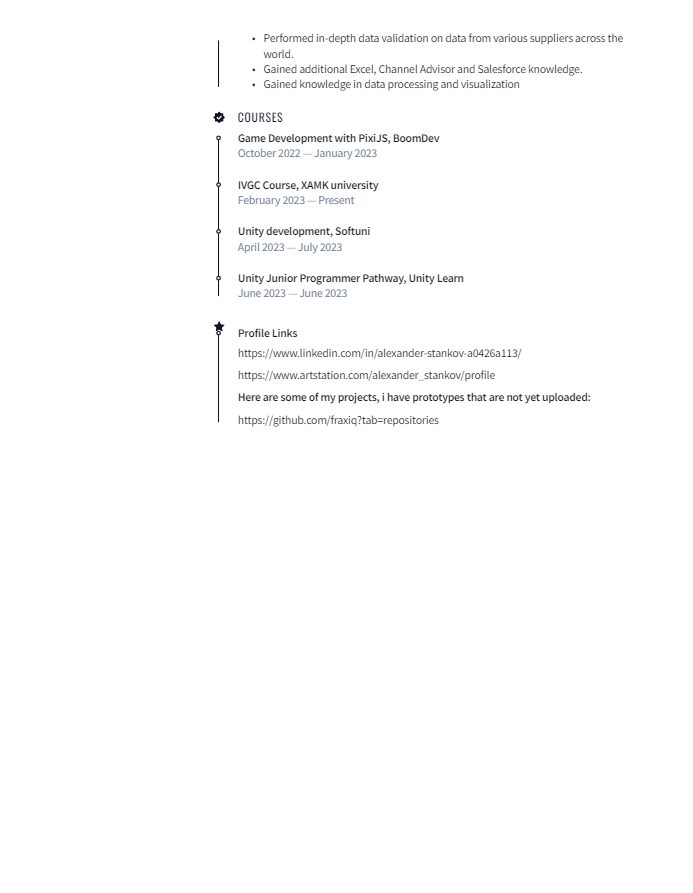 • Performed in-depth data validation on data from various suppliers across the
world.
• Gained additional Excel, Channel Advisor and Salesforce knowledge.
• Gained knowledge in data processing and visualization
COURSES
Game Development with PixiJS, BoomDev
October 2022 — January 2023
IVGC Course, XAMK university
February 2023 — Present
Unity development, Softuni
April 2023 — July 2023
Unity Junior Programmer Pathway, Unity Learn
June 2023 — June 2023
Profile Links
https://www.linkedin.com/in/alexander-stankov-a0426a113/
https://www.artstation.com/alexander_stankov/profile
Here are some of my projects, i have prototypes that are not yet uploaded:
https://github.com/fraxiq?tab=repositories